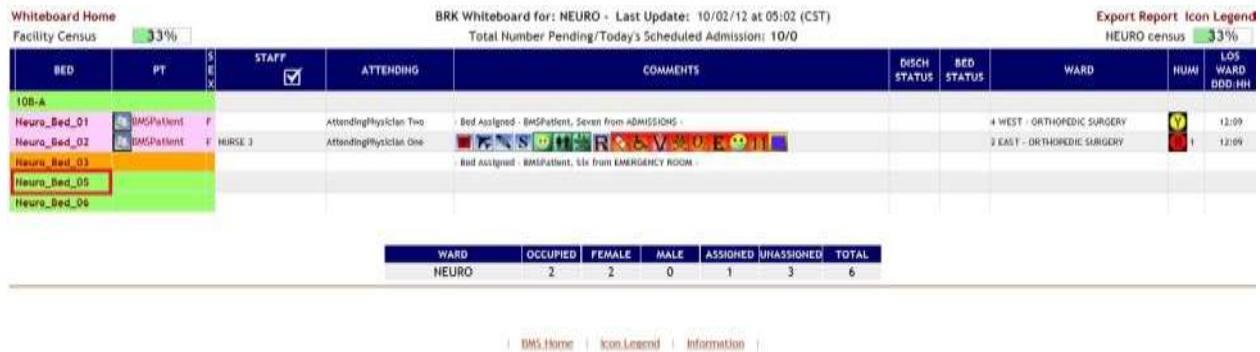 Whiteboard Home BRK Whiteboard for: NEURO - Last Update: 10/02/12 at 05:02 (CST) Export Report Icon Legend
Facility Census 33% Total Number Pending/Today's Scheduled Admission: 10/0 NEURO census 33%
BED PT SEX STAFF ATTENDING COMMENTS DISCH STATUS BED STATUS WARD NUMI LOS WARD DDD:HH
10B-A
Neuro_Bed_01 BMSPatient F AttendingPhysician Two - Bed Assigned - BMSPatient, Seven from ADMISSIONS - 4 WEST - ORTHOPEDIC SURGERY Y 12:09
Neuro_Bed_02 BMSPatient F NURSE 3 AttendingPhysician One S R V E 2 EAST - ORTHOPEDIC SURGERY 1 12:09
Neuro_Bed_03 - Bed Assigned - BMSPatient, Six from EMERGENCY ROOM -
Neuro_Bed_05
Neuro_Bed_06
WARD OCCUPIED FEMALE MALE ASSIGNED UNASSIGNED TOTAL
NEURO 2 2 0 1 3 6
| BMS Home | Icon Legend | Information |